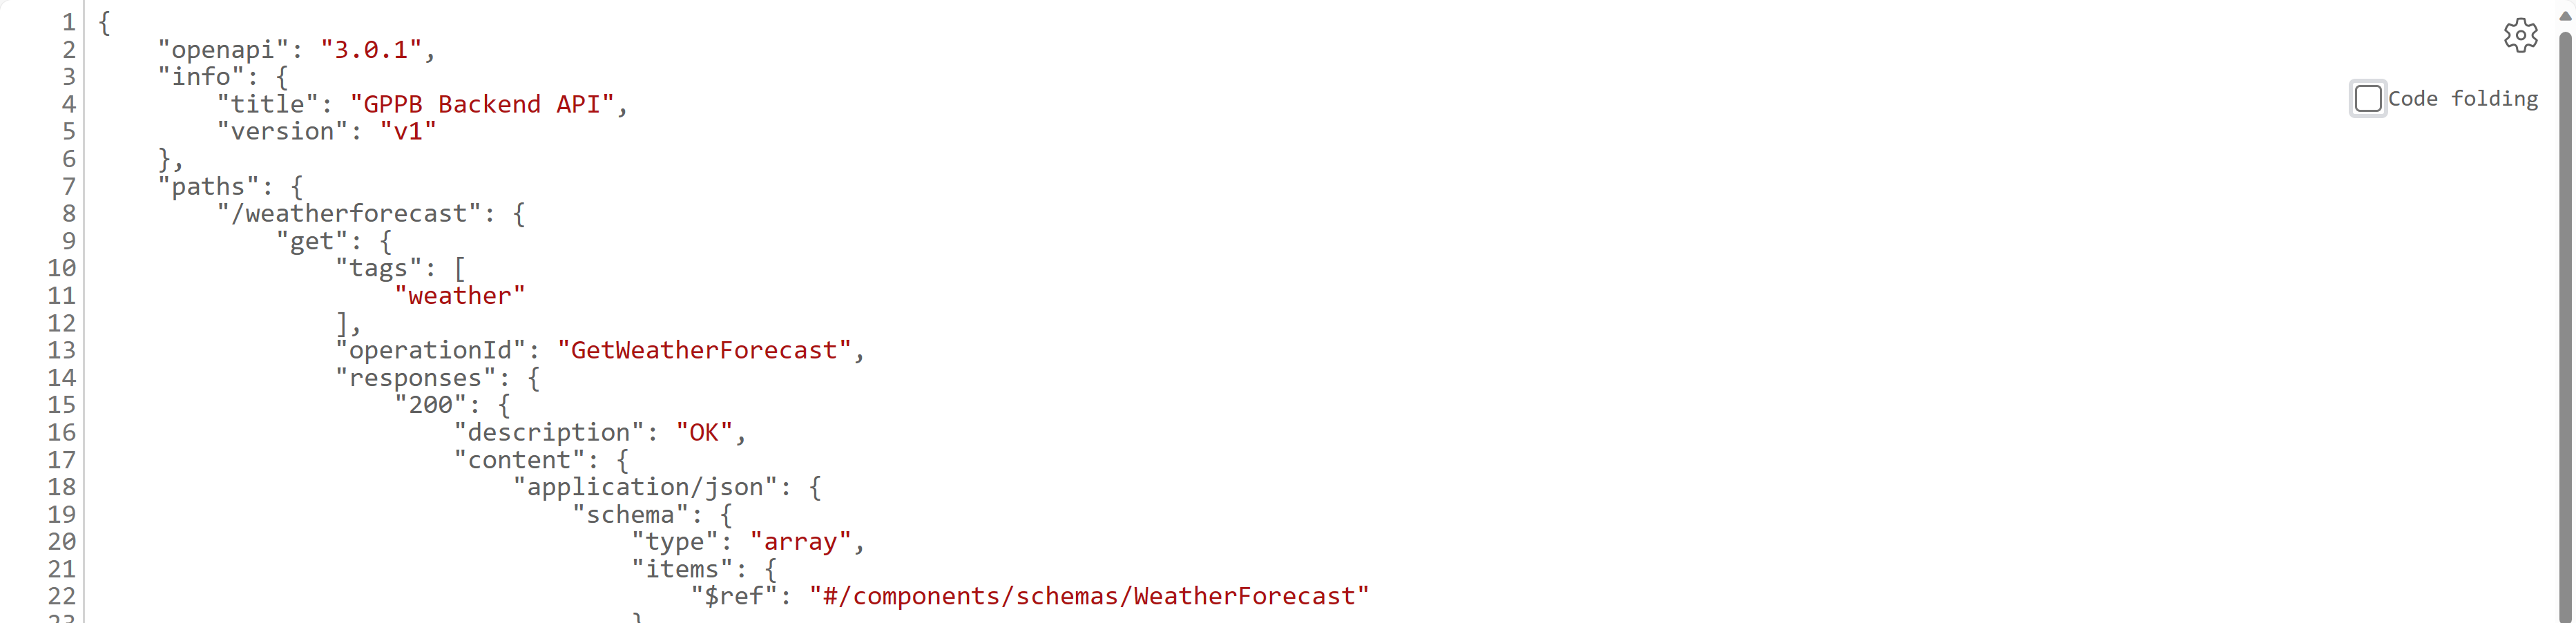 1 {
2     "openapi": "3.0.1",
3     "info": {
4         "title": "GPPB Backend API",
5         "version": "v1"
6     },
7     "paths": {
8         "/weatherforecast": {
9             "get": {
10                 "tags": [
11                     "weather"
12                 ],
13                 "operationId": "GetWeatherForecast",
14                 "responses": {
15                     "200": {
16                         "description": "OK",
17                         "content": {
18                             "application/json": {
19                                 "schema": {
20                                     "type": "array",
21                                     "items": {
22                                         "$ref": "#/components/schemas/WeatherForecast"
23                                     }
Code folding